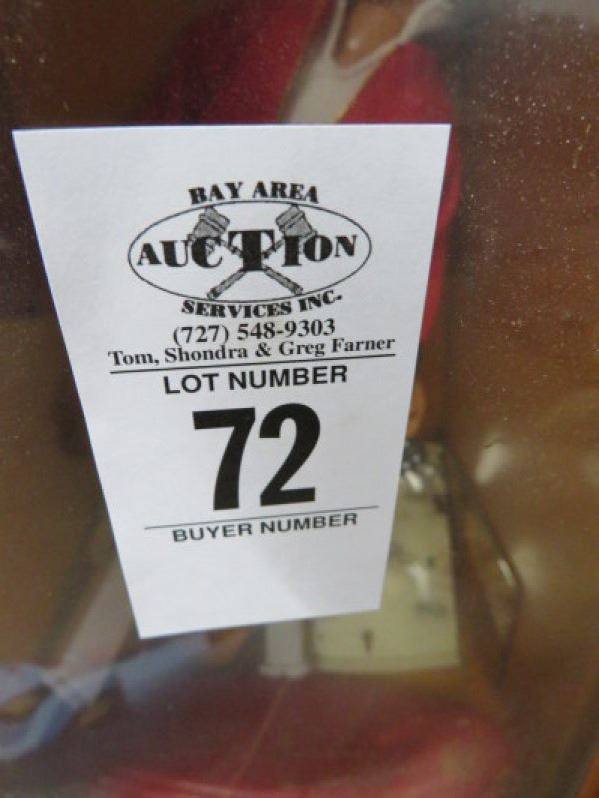 BAY AREA
AUCTION
SERVICES INC.
(727) 548-9303
Tom, Shondra & Greg Farner
LOT NUMBER
72
BUYER NUMBER